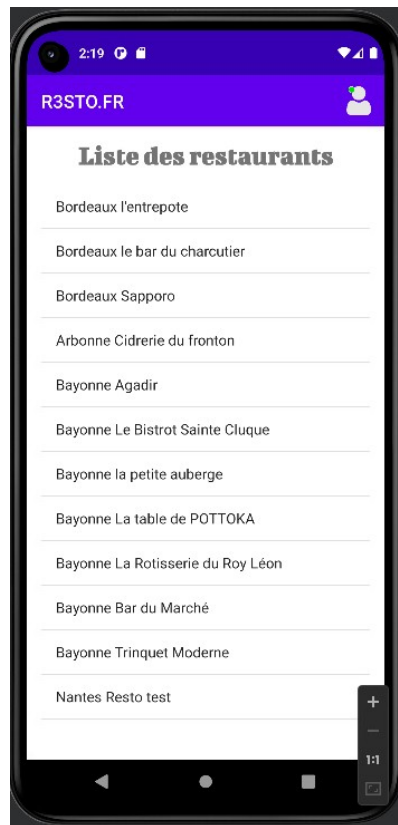 2:19
R3STO.FR
Liste des restaurants
Bordeaux l'entrepote
Bordeaux le bar du charcutier
Bordeaux Sapporo
Arbonne Cidrerie du fronton
Bayonne Agadir
Bayonne Le Bistrot Sainte Cluque
Bayonne la petite auberge
Bayonne La table de POTTOKA
Bayonne La Rotisserie du Roy Léon
Bayonne Bar du Marché
Bayonne Trinquet Moderne
Nantes Resto test
1:1